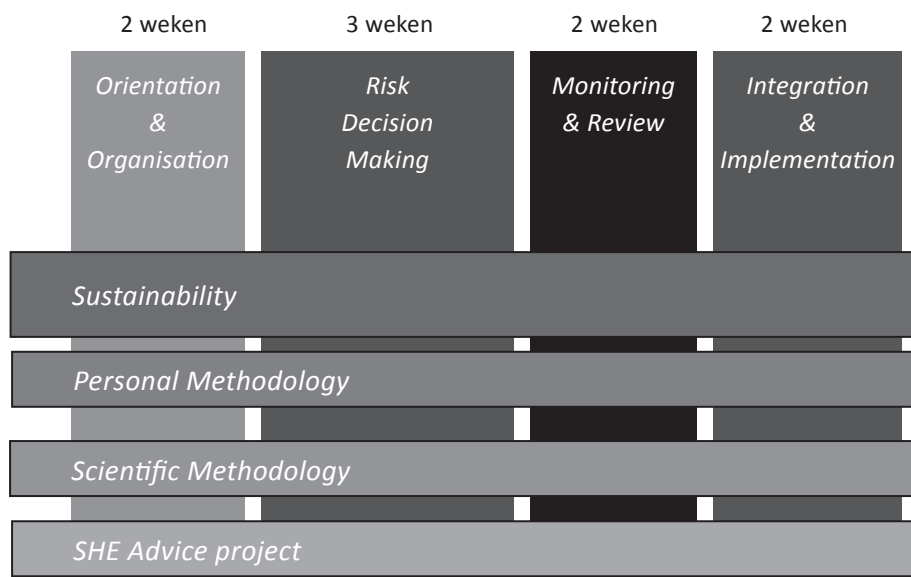 2 weken
3 weken
2 weken
2 weken
Orientation
&
Organisation
Risk
Decision
Making
Monitoring
& Review
Integration
&
Implementation
Sustainability
Personal Methodology
Scientific Methodology
SHE Advice project